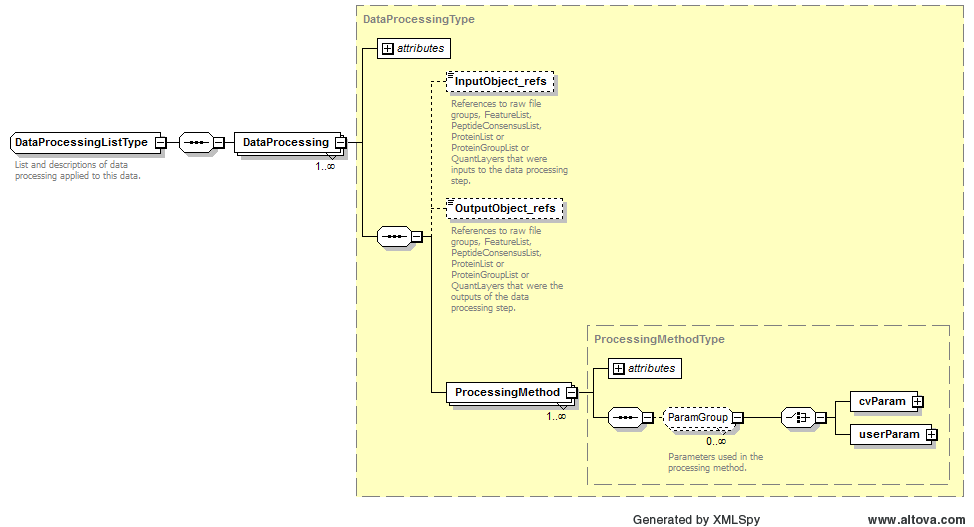 DataProcessingType
attributes
InputObject_refs
References to raw file
groups, FeatureList,
PeptideConsensusList,
ProteinList or
ProteinGroupList or
QuantLayers that were
inputs to the data processing
step.
DataProcessingListType
DataProcessing
1..∞
List and descriptions of data
processing applied to this data.
OutputObject_refs
References to raw file
groups, FeatureList,
PeptideConsensusList,
ProteinList or
ProteinGroupList or
QuantLayers that were the
outputs of the data
processing step.
ProcessingMethodType
attributes
ProcessingMethod
1..∞
ParamGroup
0..∞
Parameters used in the
processing method.
cvParam
userParam
Generated by XMLSpy
www.altova.com